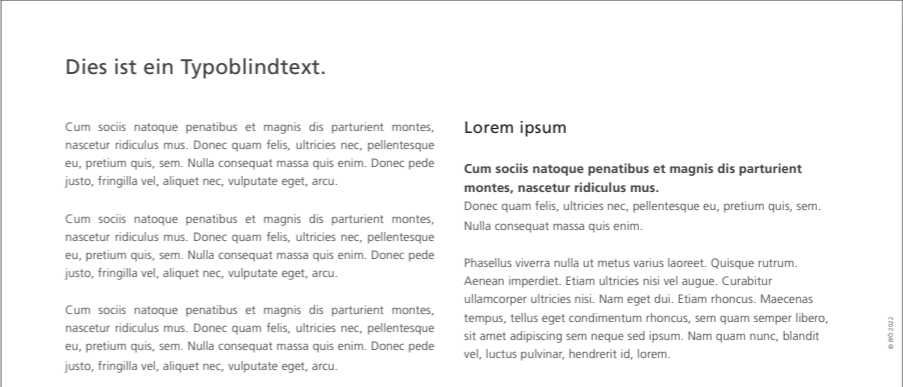 Dies ist ein Typoblindtext.
Cum sociis natoque penatibus et magnis dis parturient montes,
nascetur ridiculus mus. Donec quam felis, ultricies nec, pellentesque
eu, pretium quis, sem. Nulla consequat massa quis enim. Donec pede
justo, fringilla vel, aliquet nec, vulputate eget, arcu.
Cum sociis natoque penatibus et magnis dis parturient montes,
nascetur ridiculus mus. Donec quam felis, ultricies nec, pellentesque
eu, pretium quis, sem. Nulla consequat massa quis enim. Donec pede
justo, fringilla vel, aliquet nec, vulputate eget, arcu.
Cum sociis natoque penatibus et magnis dis parturient montes,
nascetur ridiculus mus. Donec quam felis, ultricies nec, pellentesque
eu, pretium quis, sem. Nulla consequat massa quis enim. Donec pede
justo, fringilla vel, aliquet nec, vulputate eget, arcu.
Lorem ipsum
Cum sociis natoque penatibus et magnis dis parturient
montes, nascetur ridiculus mus.
Donec quam felis, ultricies nec, pellentesque eu, pretium quis, sem.
Nulla consequat massa quis enim.
Phasellus viverra nulla ut metus varius laoreet. Quisque rutrum.
Aenean imperdiet. Etiam ultricies nisi vel augue. Curabitur
ullamcorper ultricies nisi. Nam eget dui. Etiam rhoncus. Maecenas
tempus, tellus eget condimentum rhoncus, sem quam semper libero,
sit amet adipiscing sem neque sed ipsum. Nam quam nunc, blandit
vel, luctus pulvinar, hendrerit id, lorem.
© 2022